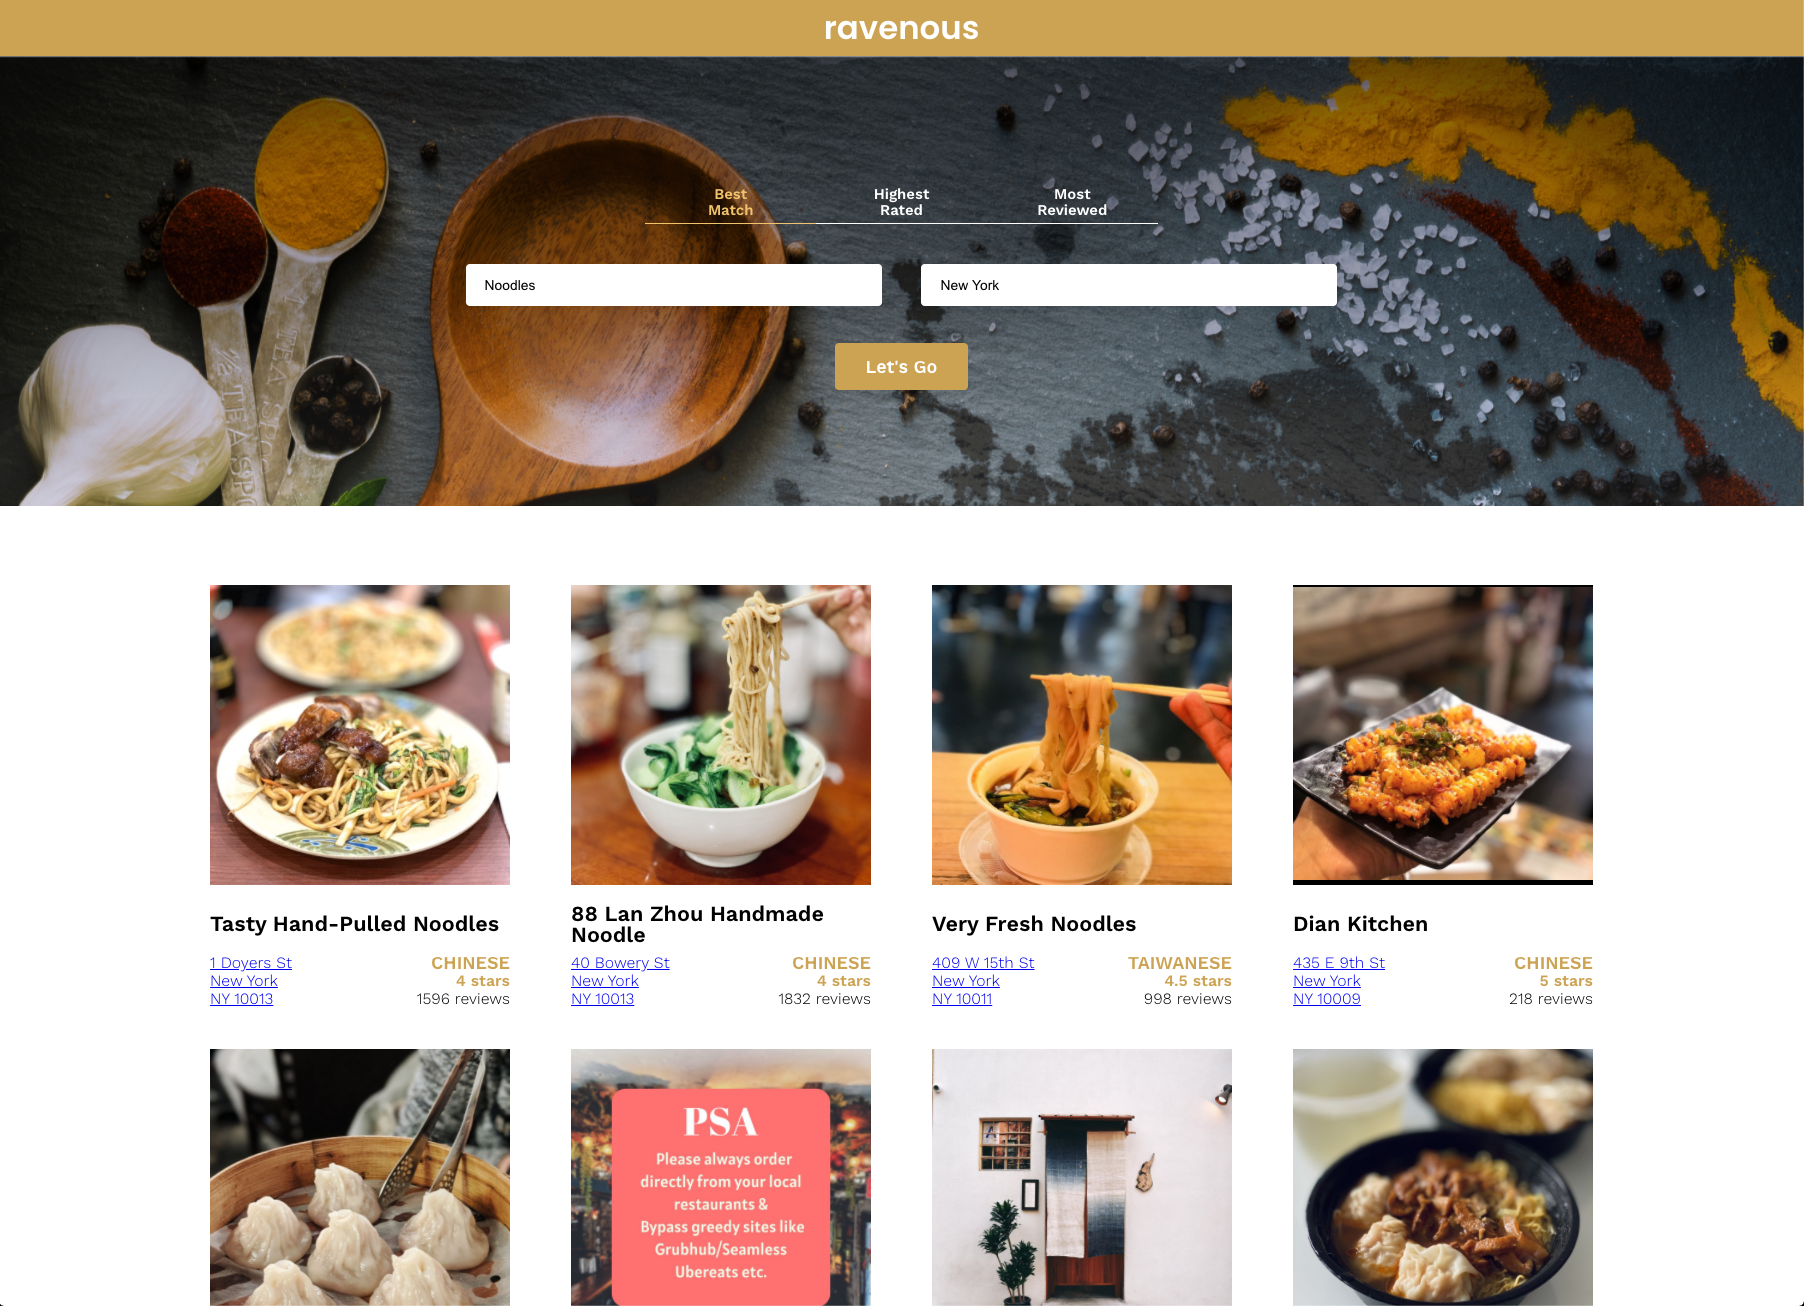 ravenous
Best
Match
Highest
Rated
Most
Reviewed
Noodles
New York
Let's Go
Tasty Hand-Pulled Noodles
1 Doyers St
New York
NY 10013
CHINESE
4 stars
1596 reviews
88 Lan Zhou Handmade
Noodle
40 Bowery St
New York
NY 10013
CHINESE
4 stars
1832 reviews
Very Fresh Noodles
409 W 15th St
New York
NY 10011
TAIWANESE
4.5 stars
998 reviews
Dian Kitchen
435 E 9th St
New York
NY 10009
CHINESE
5 stars
218 reviews
PSA
Please always order
directly from your local
restaurants &
Bypass greedy sites like
Grubhub/Seamless
Ubereats etc.